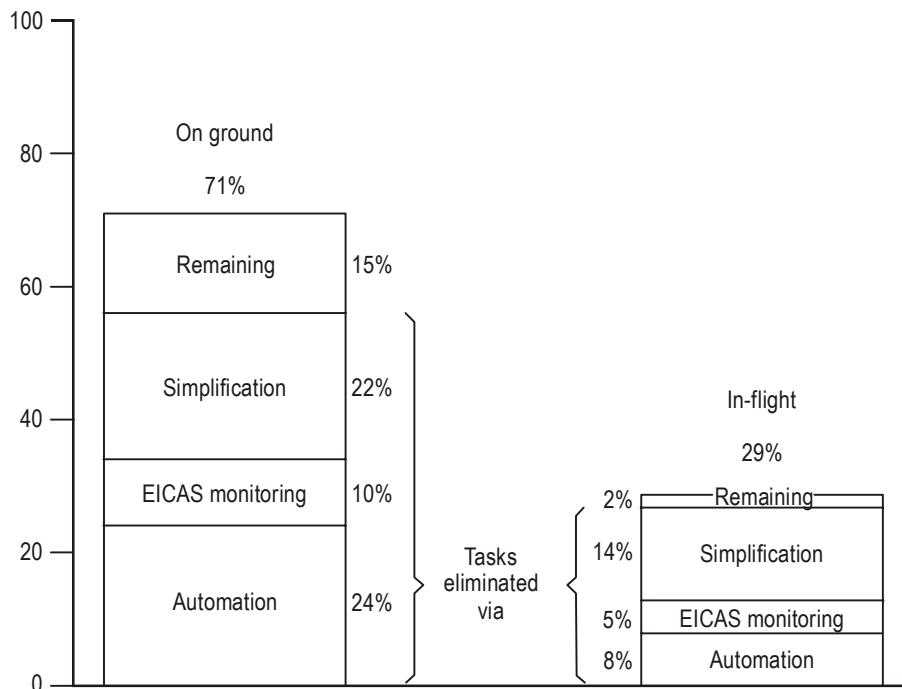 100
80
60
40
20
0
On ground
71%
Remaining 15%
Simplification 22%
EICAS monitoring 10%
Automation 24%
Tasks
eliminated
via
In-flight
29%
2% Remaining
14% Simplification
5% EICAS monitoring
8% Automation